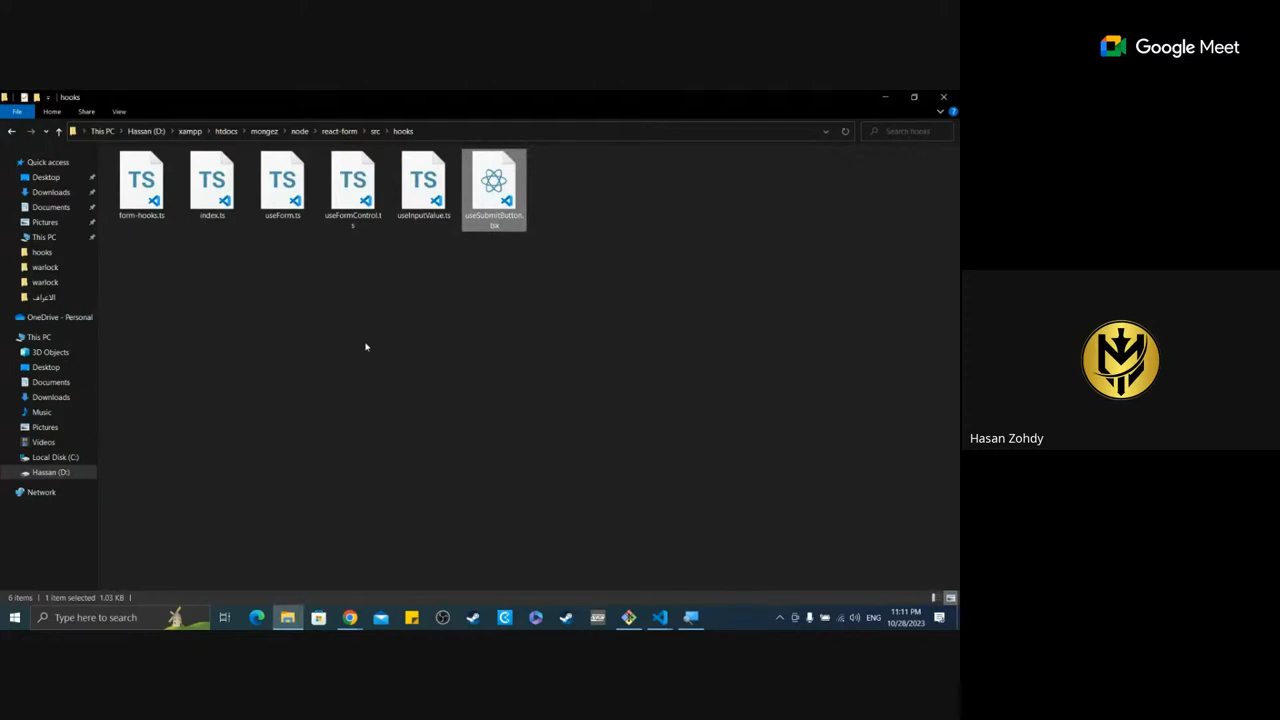 Google Meet
hooks
File
Home
Share
View
This PC
Hassan (D:)
xampp
htdocs
mongez
node
react-form
src
hooks
Search hooks
Quick access
Desktop
Downloads
Documents
Pictures
This PC
hooks
warlock
warlock
الاعراف
OneDrive - Personal
This PC
3D Objects
Desktop
Documents
Downloads
Music
Pictures
Videos
Local Disk (C:)
Hassan (D:)
Network
TS
form-hooks.ts
TS
index.ts
TS
useForm.ts
TS
useFormControl.t
s
TS
useInputValue.ts
useSubmitButton.
tsx
Hasan Zohdy
6 items
1 item selected 1.03 KB
Type here to search
ENG
11:11 PM
10/28/2023